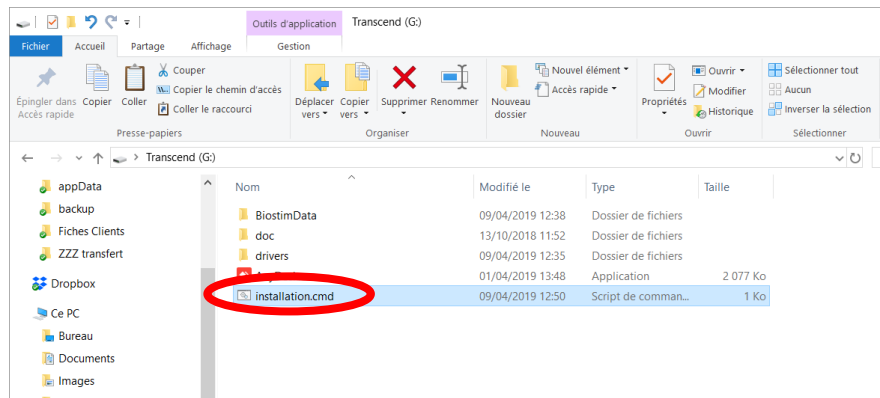 Outils d'application Transcend (G:)
Fichier Accueil Partage Affichage Gestion
Épingler dans Accès rapide
Copier
Coller
Couper
Copier le chemin d'accès
Coller le raccourci
Presse-papiers
Déplacer vers
Copier vers
Supprimer
Renommer
Organiser
Nouveau dossier
Nouvel élément
Accès rapide
Nouveau
Propriétés
Ouvrir
Modifier
Historique
Ouvrir
Sélectionner tout
Aucun
Inverser la sélection
Sélectionner
Transcend (G:)
appData
backup
Fiches Clients
ZZZ transfert
Dropbox
Ce PC
Bureau
Documents
Images
Nom Modifié le Type Taille
BiostimData 09/04/2019 12:38 Dossier de fichiers
doc 13/10/2018 11:52 Dossier de fichiers
drivers 09/04/2019 12:35 Dossier de fichiers
01/04/2019 13:48 Application 2 077 Ko
installation.cmd 09/04/2019 12:50 Script de comman... 1 Ko